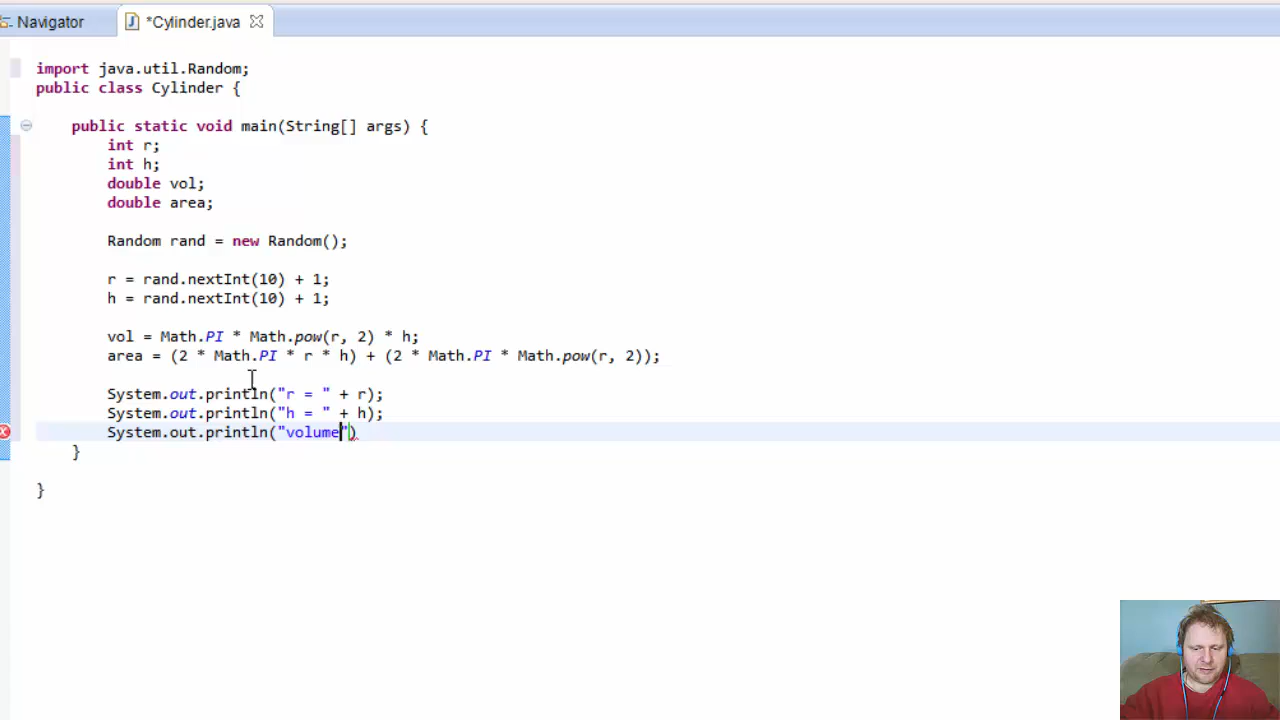 Navigator
*Cylinder.java
import java.util.Random;
public class Cylinder {
public static void main(String[] args) {
int r;
int h;
double vol;
double area;
Random rand = new Random();
r = rand.nextInt(10) + 1;
h = rand.nextInt(10) + 1;
vol = Math.PI * Math.pow(r, 2) * h;
area = (2 * Math.PI * r * h) + (2 * Math.PI * Math.pow(r, 2));
System.out.println("r = " + r);
System.out.println("h = " + h);
System.out.println("volume")
}
}